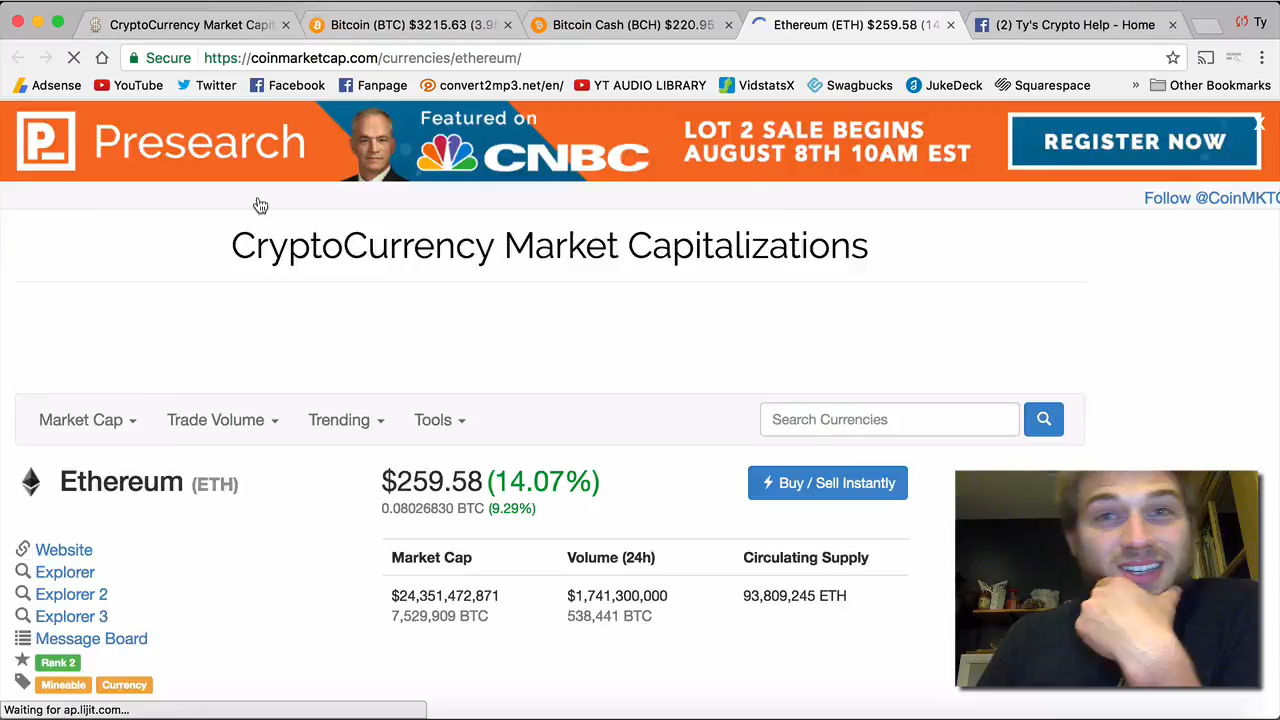 CryptoCurrency Market Capit
Bitcoin (BTC) $3215.63 (3.9
Bitcoin Cash (BCH) $220.95
Ethereum (ETH) $259.58 (14
(2) Ty's Crypto Help - Home
Ty
Secure
https://coinmarketcap.com/currencies/ethereum/
Adsense
YouTube
Twitter
Facebook
Fanpage
convert2mp3.net/en/
YT AUDIO LIBRARY
VidstatsX
Swagbucks
JukeDeck
Squarespace
»
Other Bookmarks
Presearch
Featured on
CNBC
LOT 2 SALE BEGINS
AUGUST 8TH 10AM EST
REGISTER NOW
X
Follow @CoinMKTC
CryptoCurrency Market Capitalizations
Market Cap
Trade Volume
Trending
Tools
Search Currencies
Ethereum (ETH)
$259.58 (14.07%)
0.08026830 BTC (9.29%)
Buy / Sell Instantly
Website
Explorer
Explorer 2
Explorer 3
Message Board
Rank 2
Mineable
Currency
Market Cap
Volume (24h)
Circulating Supply
$24,351,472,871
$1,741,300,000
93,809,245 ETH
7,529,909 BTC
538,441 BTC
Waiting for ap.lijit.com...